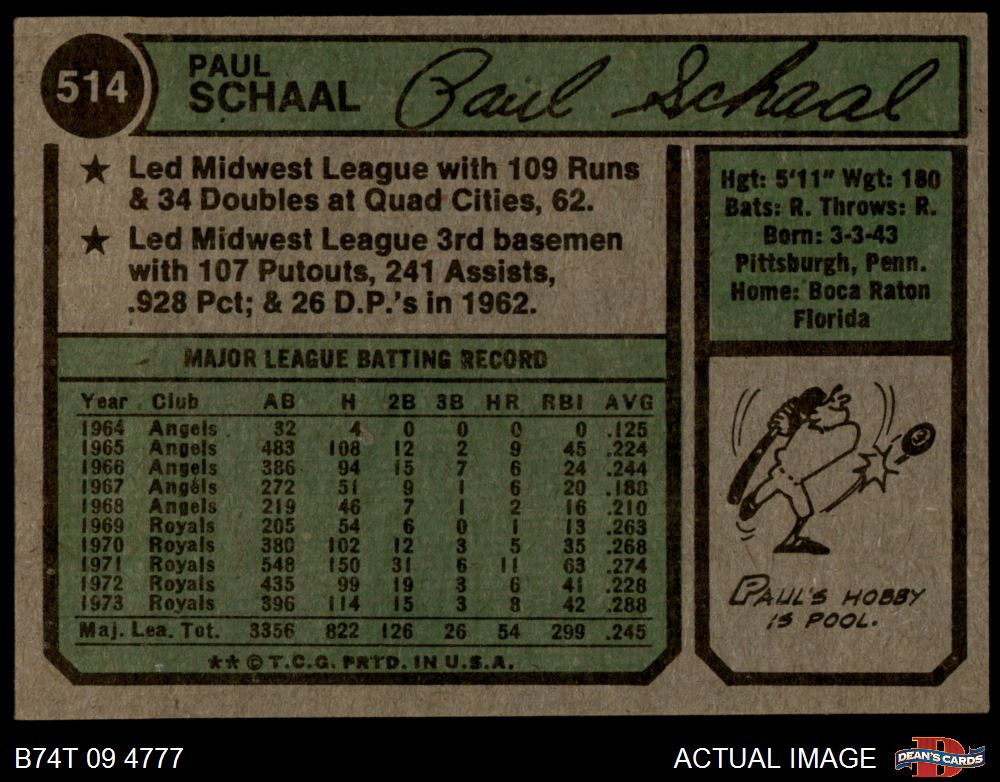 514
PAUL
SCHAAL
Paul Schaal
★ Led Midwest League with 109 Runs
& 34 Doubles at Quad Cities, 62.
★ Led Midwest League 3rd basemen
with 107 Putouts, 241 Assists,
.928 Pct; & 26 D.P.'s in 1962.
Hgt: 5'11" Wgt: 180
Bats: R. Throws: R.
Born: 3-3-43
Pittsburgh, Penn.
Home: Boca Raton
Florida
MAJOR LEAGUE BATTING RECORD
Year Club AB H 2B 3B HR RBI AVG
1964 Angels 32 4 0 0 0 0 .125
1965 Angels 483 108 12 2 9 45 .224
1966 Angels 386 94 15 7 6 24 .244
1967 Angels 272 51 9 1 6 20 .188
1968 Angels 219 46 7 1 2 16 .210
1969 Royals 205 54 6 0 1 13 .263
1970 Royals 380 102 12 3 5 35 .268
1971 Royals 548 150 31 6 11 63 .274
1972 Royals 435 99 19 3 6 41 .228
1973 Royals 396 114 15 3 8 42 .288
Maj. Lea. Tot. 3356 822 126 26 54 299 .245
** © T.C.G. PRTD. IN U.S.A.
8
PAUL'S HOBBY
IS POOL.
B74T 09 4777
ACTUAL IMAGE
D
DEAN'S CARDS